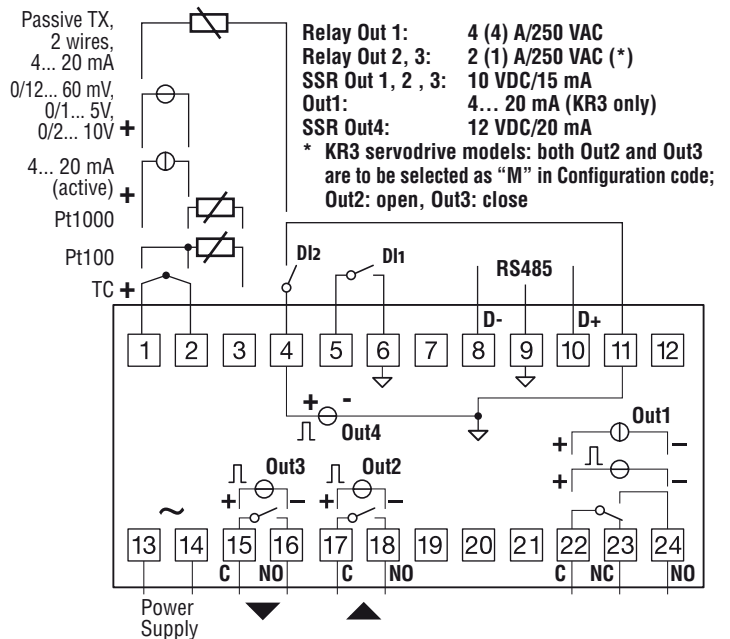 Passive TX,
2 wires,
4... 20 mA
0/12... 60 mV,
0/1... 5V,
0/2... 10V +
4... 20 mA
(active) +
Pt1000
Pt100
TC +
Relay Out 1: 4 (4) A/250 VAC
Relay Out 2, 3: 2 (1) A/250 VAC (*)
SSR Out 1, 2 , 3: 10 VDC/15 mA
Out1: 4... 20 mA (KR3 only)
SSR Out4: 12 VDC/20 mA
* KR3 servodrive models: both Out2 and Out3
are to be selected as “M” in Configuration code;
Out2: open, Out3: close
DI2 DI1 RS485
D- D+
1 2 3 4 5 6 7 8 9 10 11 12
+ - Out4
Out1
+ −
+ −
Out3 Out2
+ − + −
~
13 14 15 16 17 18 19 20 21 22 23 24
C NO C NO C NC NO
Power
Supply